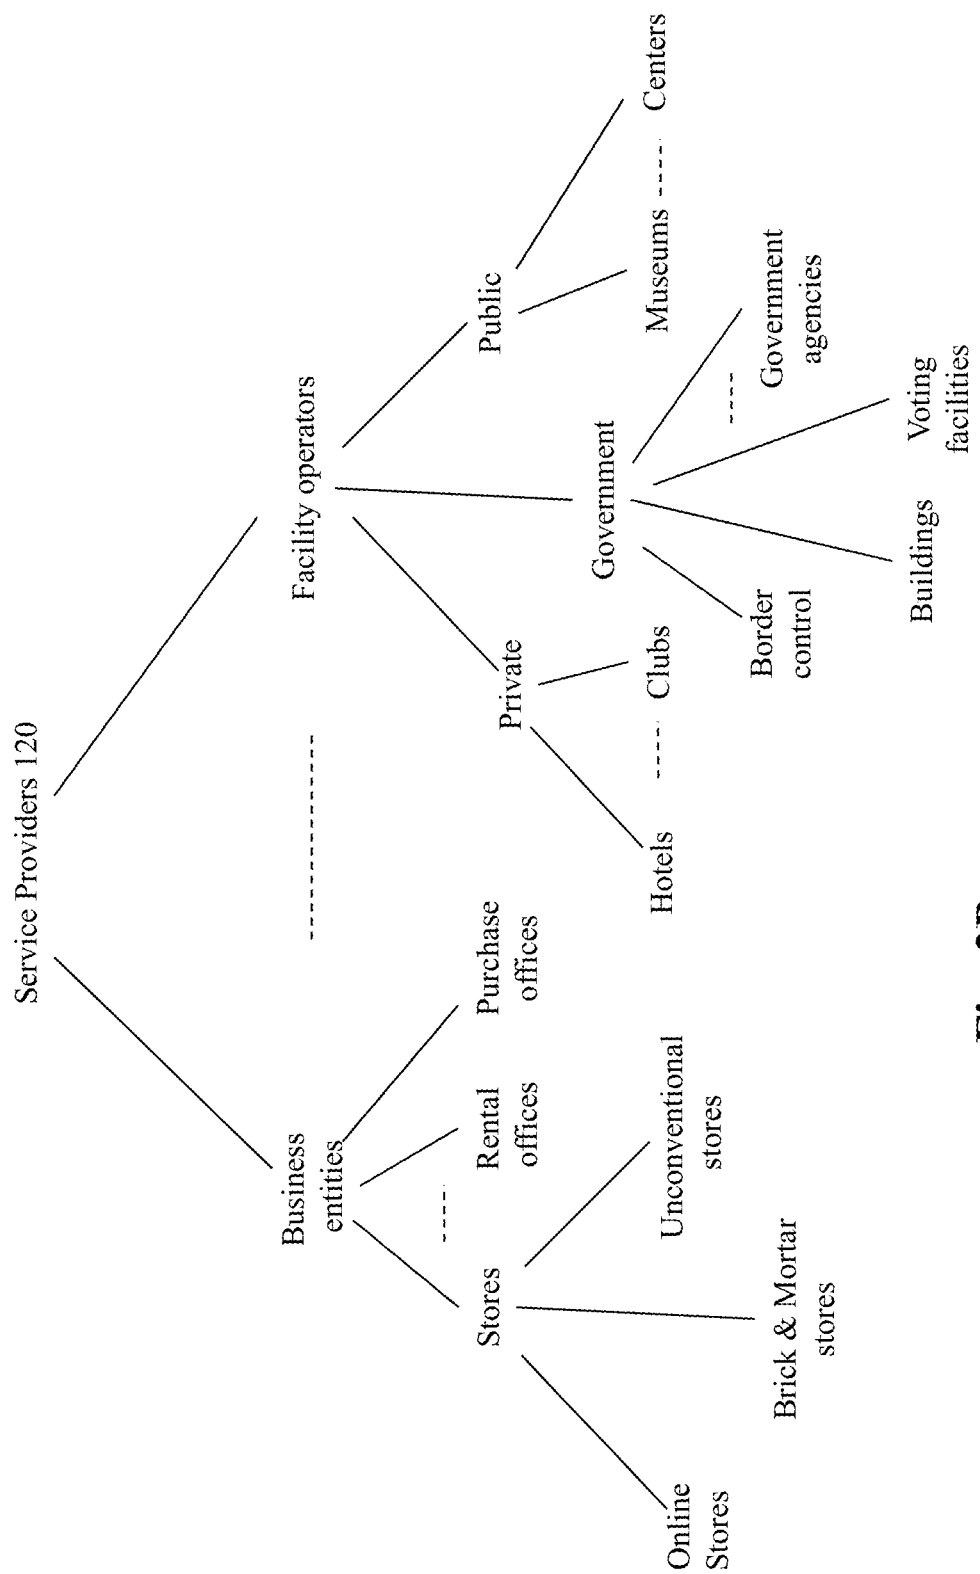 Service Providers 120
Business
entities
Facility operators
Stores
Rental
offices
Purchase
offices
Private
Government
Public
Online
Stores
Brick & Mortar
stores
Unconventional
stores
Hotels
Clubs
Border
control
Buildings
Voting
facilities
Government
agencies
Museums
Centers